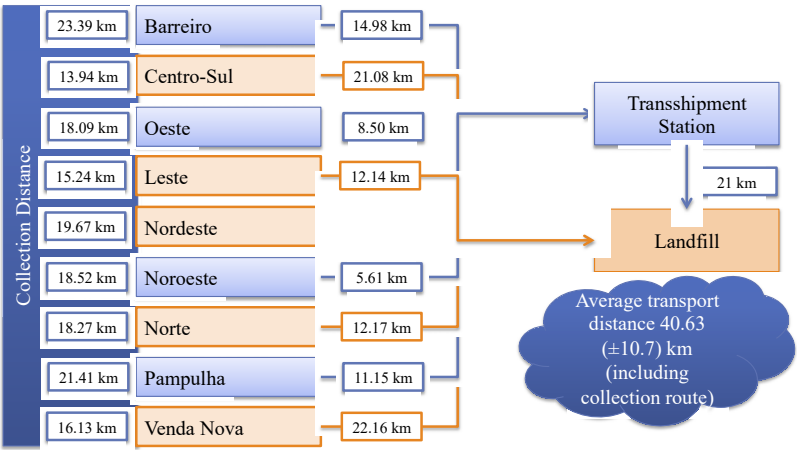 Collection Distance
23.39 km Barreiro 14.98 km
13.94 km Centro-Sul 21.08 km
18.09 km Oeste 8.50 km
15.24 km Leste 12.14 km
19.67 km Nordeste
18.52 km Noroeste 5.61 km
18.27 km Norte 12.17 km
21.41 km Pampulha 11.15 km
16.13 km Venda Nova 22.16 km
Transshipment
Station
21 km
Landfill
Average transport
distance 40.63
(±10.7) km
(including
collection route)